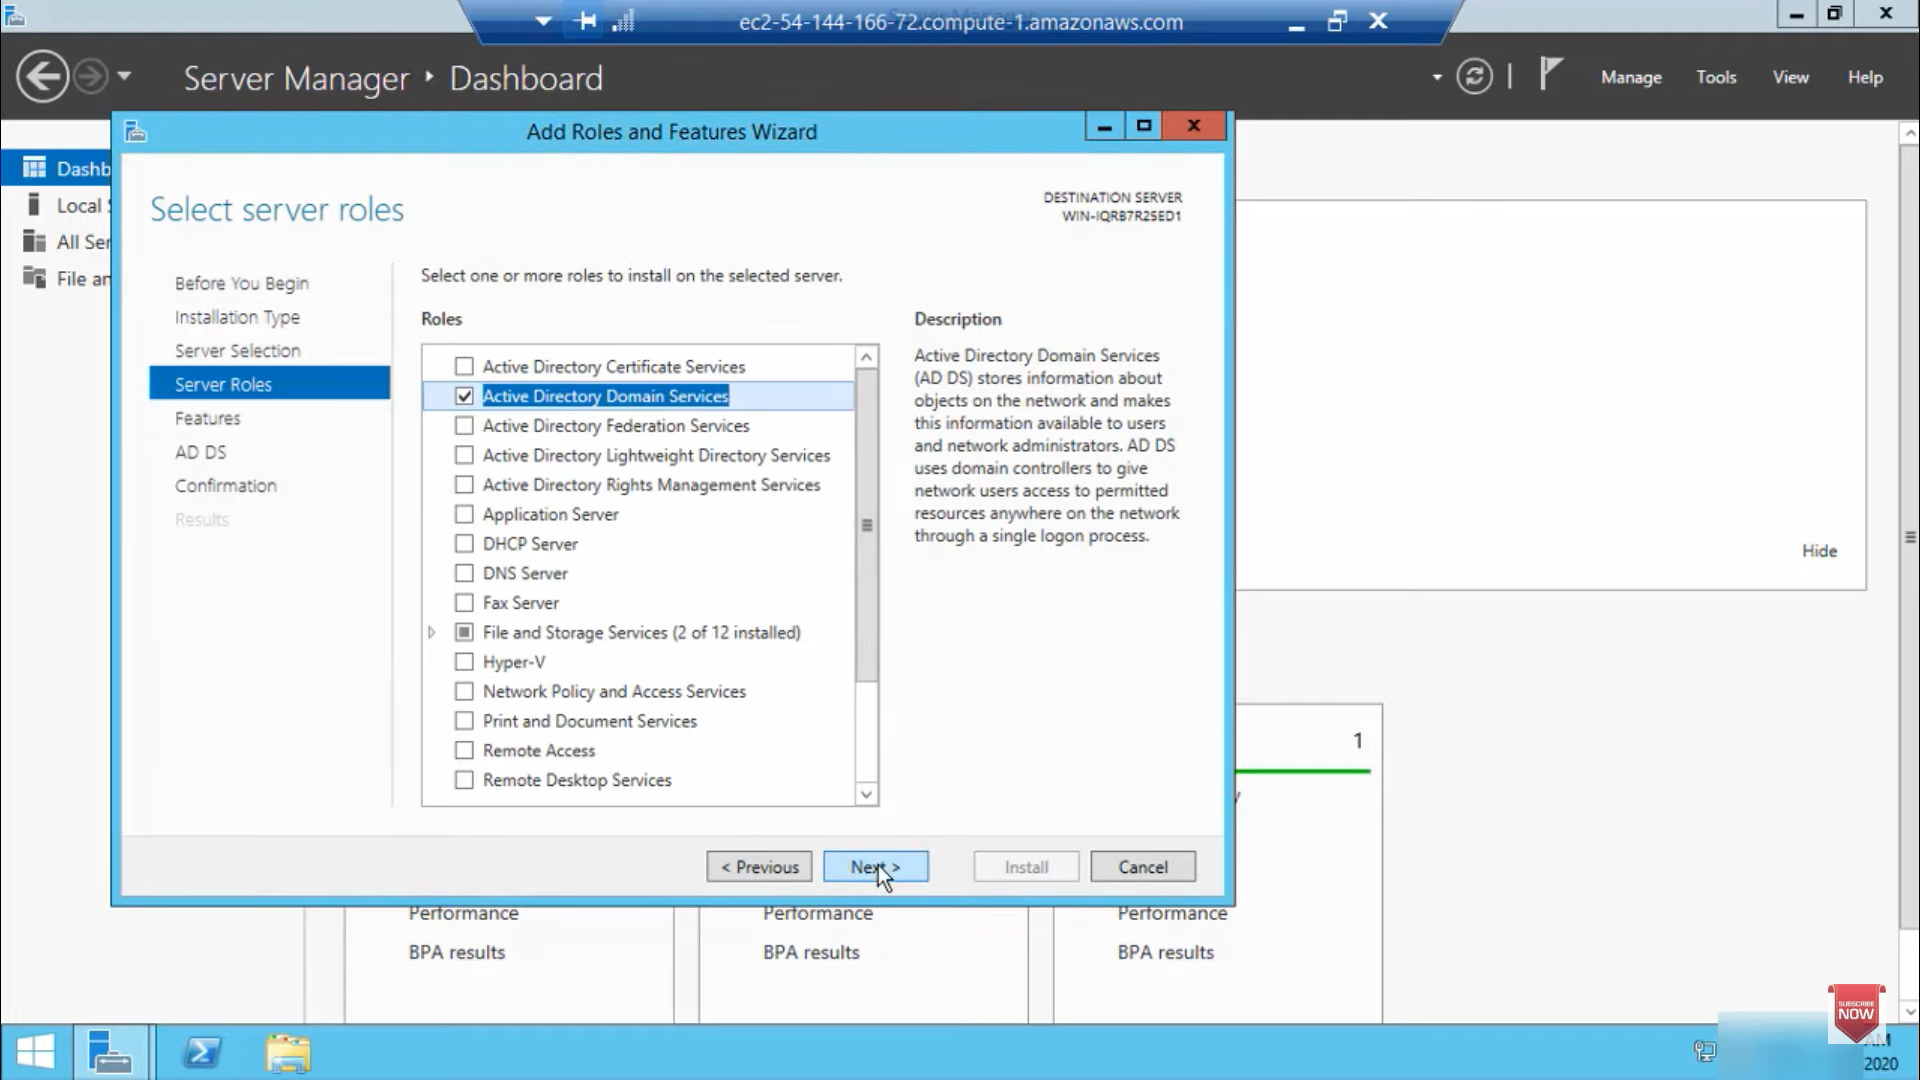 ec2-54-144-166-72.compute-1.amazonaws.com
Server Manager ‣ Dashboard
Manage
Tools
View
Help
Add Roles and Features Wizard
Dashb
Local S
All Ser
File an
Select server roles
DESTINATION SERVER
WIN-IQRB7R25ED1
Before You Begin
Installation Type
Server Selection
Server Roles
Features
AD DS
Confirmation
Results
Select one or more roles to install on the selected server.
Roles
Active Directory Certificate Services
Active Directory Domain Services
Active Directory Federation Services
Active Directory Lightweight Directory Services
Active Directory Rights Management Services
Application Server
DHCP Server
DNS Server
Fax Server
File and Storage Services (2 of 12 installed)
Hyper-V
Network Policy and Access Services
Print and Document Services
Remote Access
Remote Desktop Services
Description
Active Directory Domain Services
(AD DS) stores information about
objects on the network and makes
this information available to users
and network administrators. AD DS
uses domain controllers to give
network users access to permitted
resources anywhere on the network
through a single logon process.
< Previous
Next >
Install
Cancel
Hide
1
Performance
BPA results
Performance
BPA results
Performance
BPA results
SUBSCRIBE
NOW
AM
2020